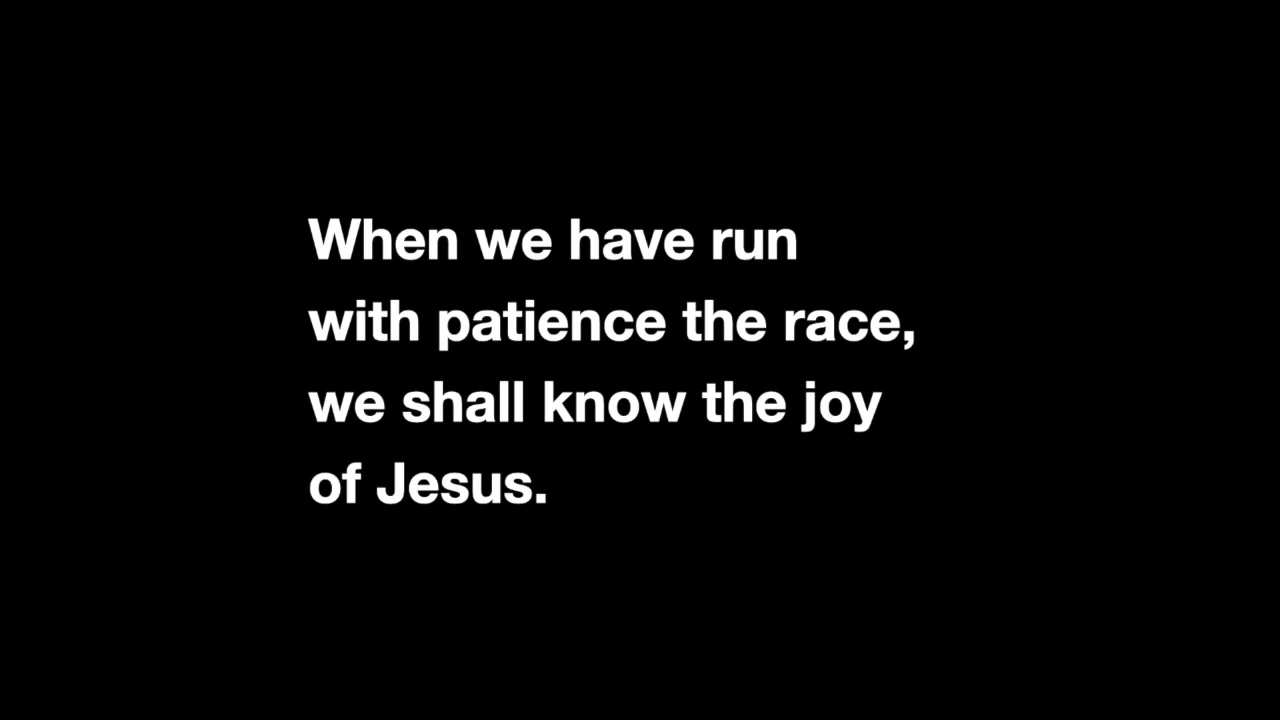 When we have run
with patience the race,
we shall know the joy
of Jesus.